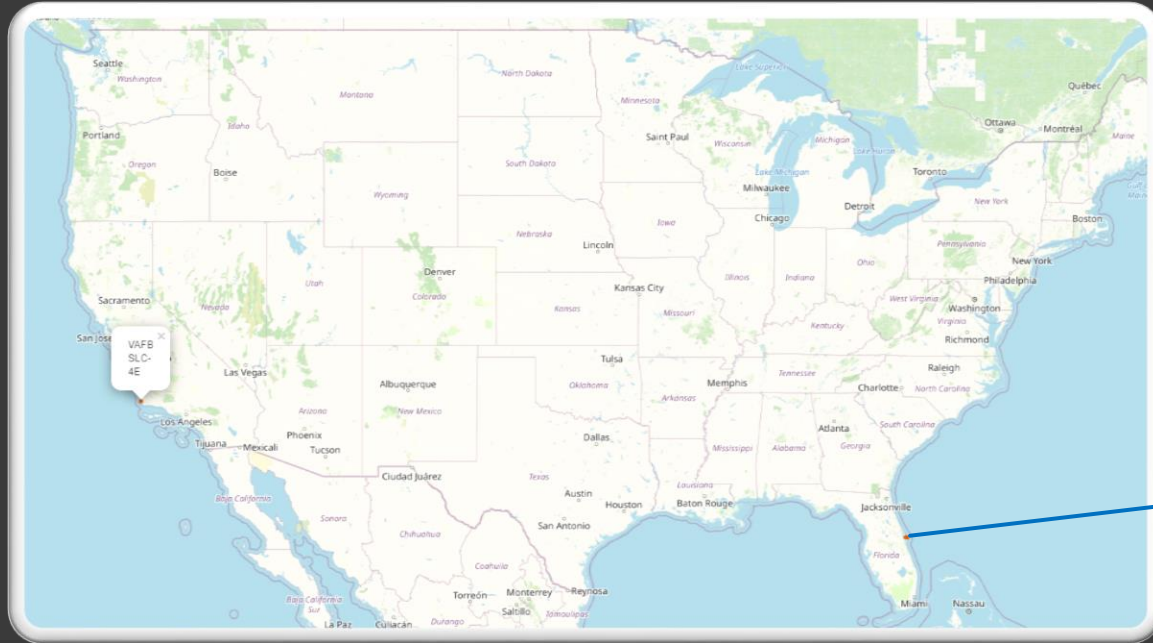 Lake Superior
Seattle
Washington
North Dakota
Montana
Québec
Minnesota
Ottawa
Montréal
Idaho
Portland
Saint Paul
Maine
Oregon
Wisconsin
Michigan
Lake Huron
South Dakota
Boise
Toronto
Lake Michigan
Milwaukee
Wyoming
New York
Detroit
Chicago
Iowa
Boston
Nebraska
Lincoln
Pennsylvania
Ohio
New York
Denver
Utah
Illinois
Indiana
Philadelphia
Kansas City
Colorado
Sacramento
West Virginia
Nevada
Kansas
Washington
Missouri
Virginia
Kentucky
San Jose
Richmond
VAFB
SLC-
4E
Tulsa
Raleigh
Las Vegas
Tennessee
Albuquerque
Oklahoma
Memphis
Charlotte
North Carolina
Arkansas
Arizona
New Mexico
Los Angeles
South Carolina
Atlanta
Phoenix
Dallas
Tijuana
Mexicali
Mississippi
Alabama
Georgia
Tucson
Ciudad Juárez
Texas
Louisiana
Austin
Baja California
Houston
Baton Rouge
Jacksonville
Sonora
San Antonio
Chihuahua
Florida
Coahuila
Torreón
Monterrey
Reynosa
Baja California
Sur
Miami
Nassau
Saltillo
Tamaulipas
La Paz
Culiacán
Durango